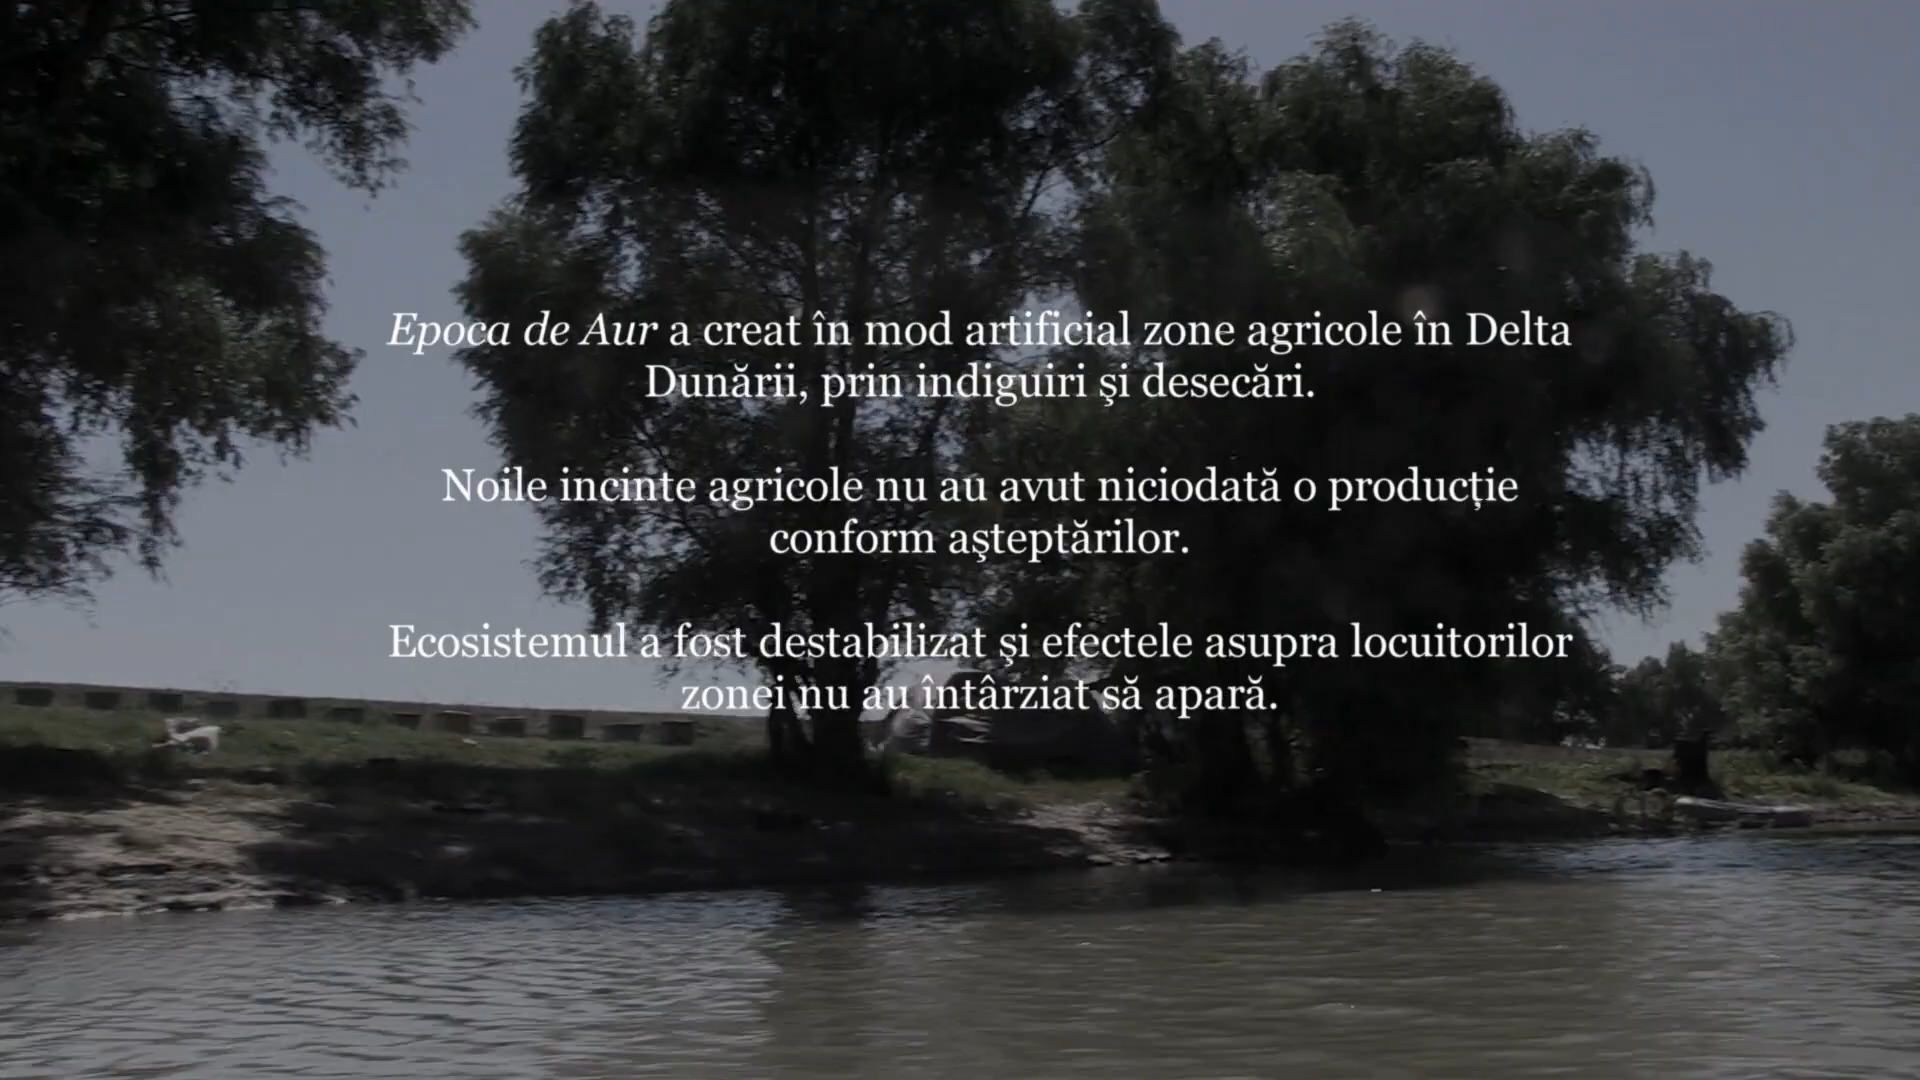 Epoca de Aur a creat în mod artificial zone agricole în Delta
Dunării, prin indiguiri şi desecări.
Noile incinte agricole nu au avut niciodată o producție
conform aşteptărilor.
Ecosistemul a fost destabilizat şi efectele asupra locuitorilor
zonei nu au întârziat să apară.